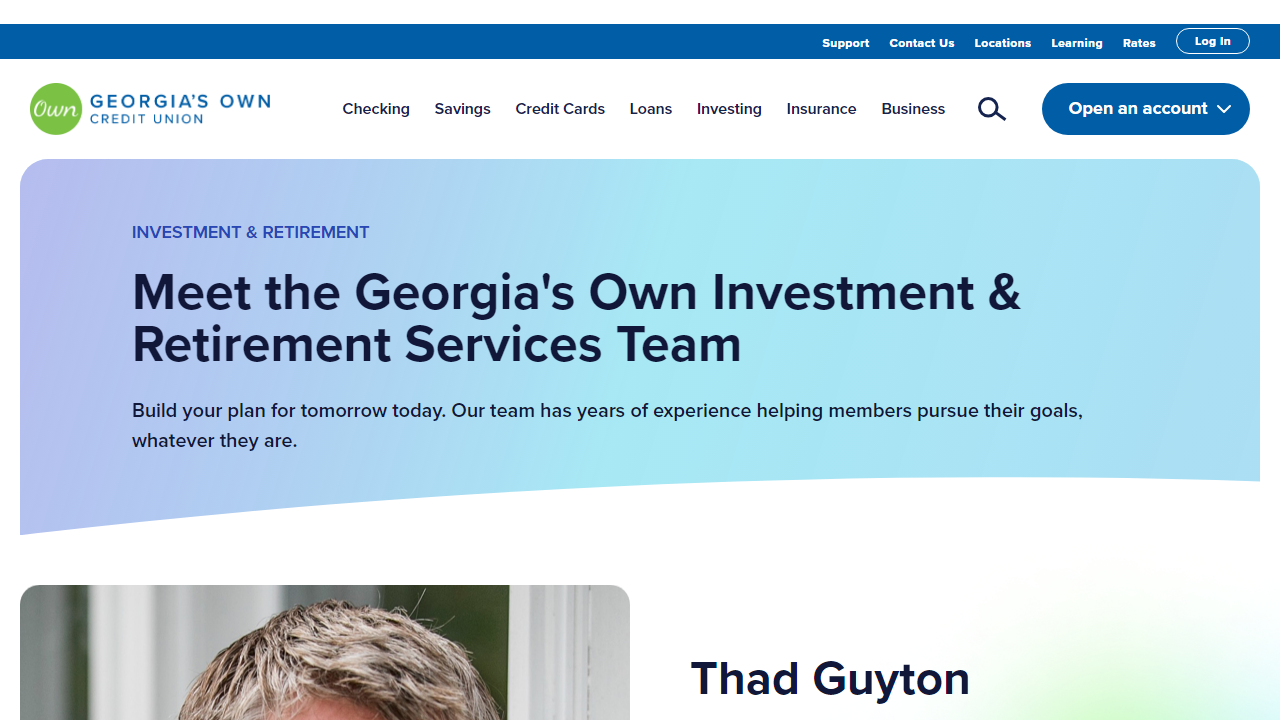 Support Contact Us Locations Learning Rates Log In
Own GEORGIA'S OWN
CREDIT UNION
Checking Savings Credit Cards Loans Investing Insurance Business Open an account
INVESTMENT & RETIREMENT
Meet the Georgia's Own Investment &
Retirement Services Team
Build your plan for tomorrow today. Our team has years of experience helping members pursue their goals,
whatever they are.
Thad Guyton